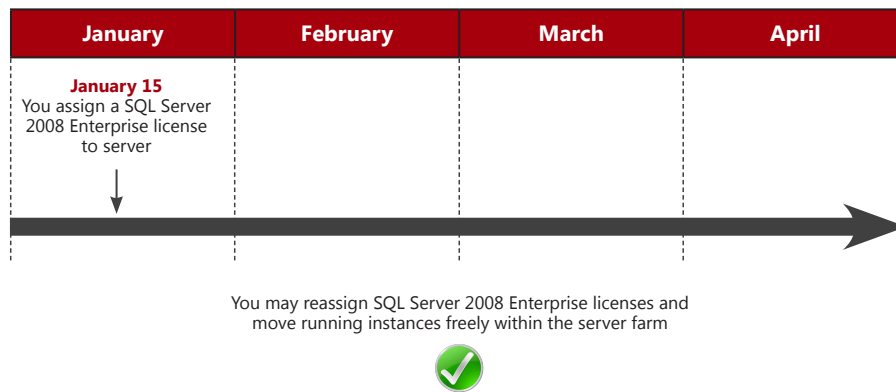 January
February
March
April
January 15
You assign a SQL Server
2008 Enterprise license
to server
You may reassign SQL Server 2008 Enterprise licenses and
move running instances freely within the server farm